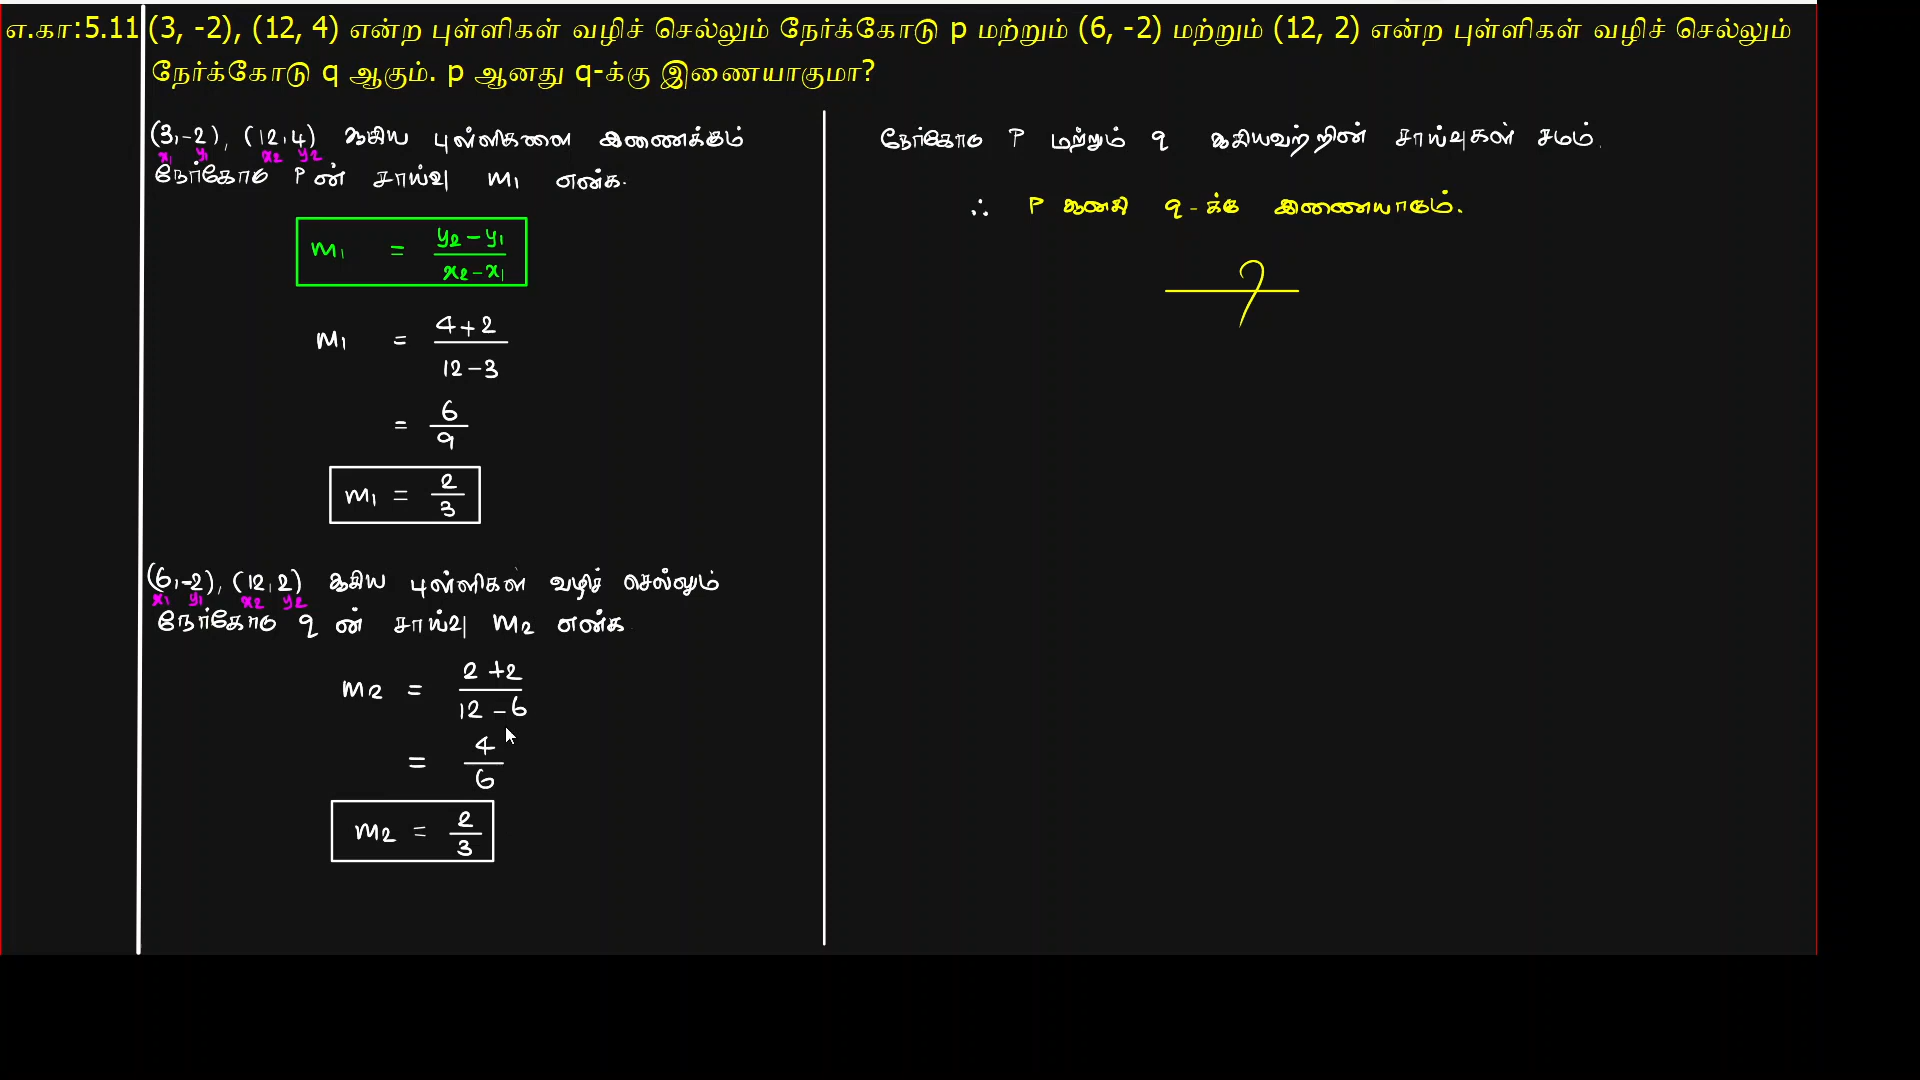 எ.கா:5.11 (3, -2), (12, 4) என்ற புள்ளிகள் வழிச் செல்லும் நேர்க்கோடு p மற்றும் (6, -2) மற்றும் (12, 2) என்ற புள்ளிகள் வழிச் செல்லும்
நேர்க்கோடு q ஆகும். p ஆனது q-க்கு இணையாகுமா?
(3,-2), (12,4) ஆகிய புள்ளிகளை இணைக்கும்
x₁ y₁ x₂ y₂
நேர்கோடு P ன் சாய்வு m₁ என்க.
m₁ = y₂-y₁ / x₂-x₁
m₁ = 4+2 / 12-3
= 6/9
m₁ = 2/3
(6,-2), (12,2) ஆகிய புள்ளிகள் வழிச் செல்லும்
x₁ y₁ x₂ y₂
நேர்கோடு q ன் சாய்வு m₂ என்க.
m₂ = 2+2 / 12-6
= 4/6
m₂ = 2/3
நேர்கோடு P மற்றும் q ஆகியவற்றின் சாய்வுகள் சமம்.
∴ P ஆனது q-க்கு இணையாகும்.